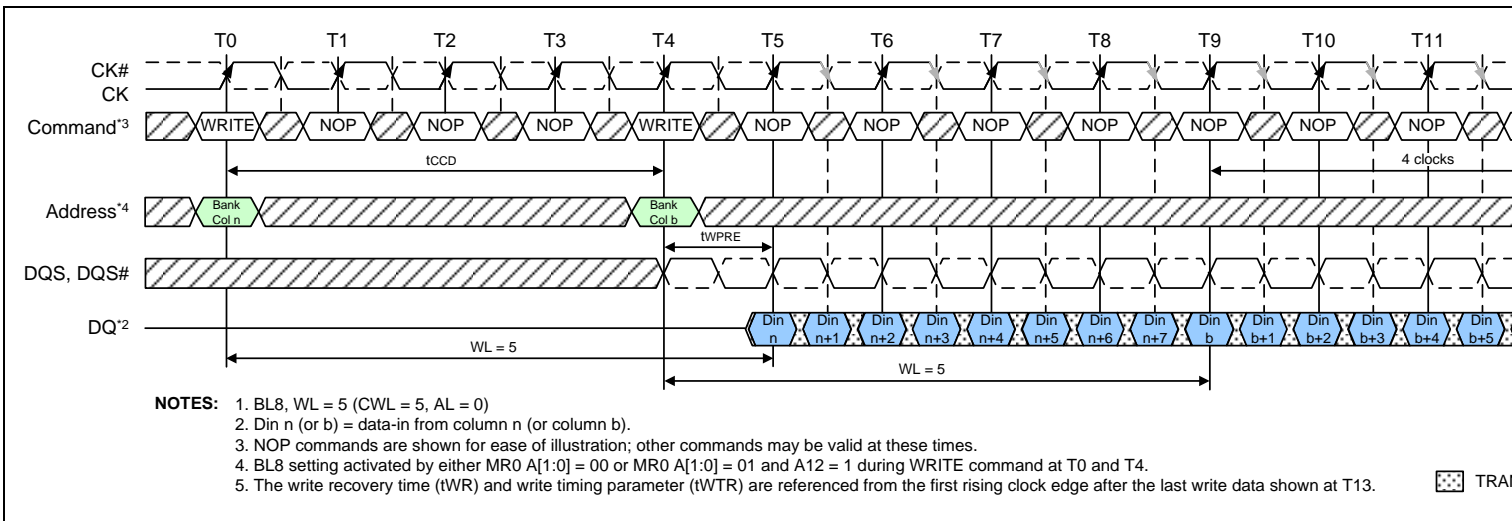 T0 T1 T2 T3 T4 T5 T6 T7 T8 T9 T10 T11
CK#
CK
Command*3 WRITE NOP NOP NOP WRITE NOP NOP NOP NOP NOP NOP NOP
tCCD 4 clocks
Address*4 Bank Col n Bank Col b
tWPRE
DQS, DQS#
DQ*2 Din n Din n+1 Din n+2 Din n+3 Din n+4 Din n+5 Din n+6 Din n+7 Din b Din b+1 Din b+2 Din b+3 Din b+4 Din b+5
WL = 5
WL = 5
NOTES: 1. BL8, WL = 5 (CWL = 5, AL = 0)
2. Din n (or b) = data-in from column n (or column b).
3. NOP commands are shown for ease of illustration; other commands may be valid at these times.
4. BL8 setting activated by either MR0 A[1:0] = 00 or MR0 A[1:0] = 01 and A12 = 1 during WRITE command at T0 and T4.
5. The write recovery time (tWR) and write timing parameter (tWTR) are referenced from the first rising clock edge after the last write data shown at T13.